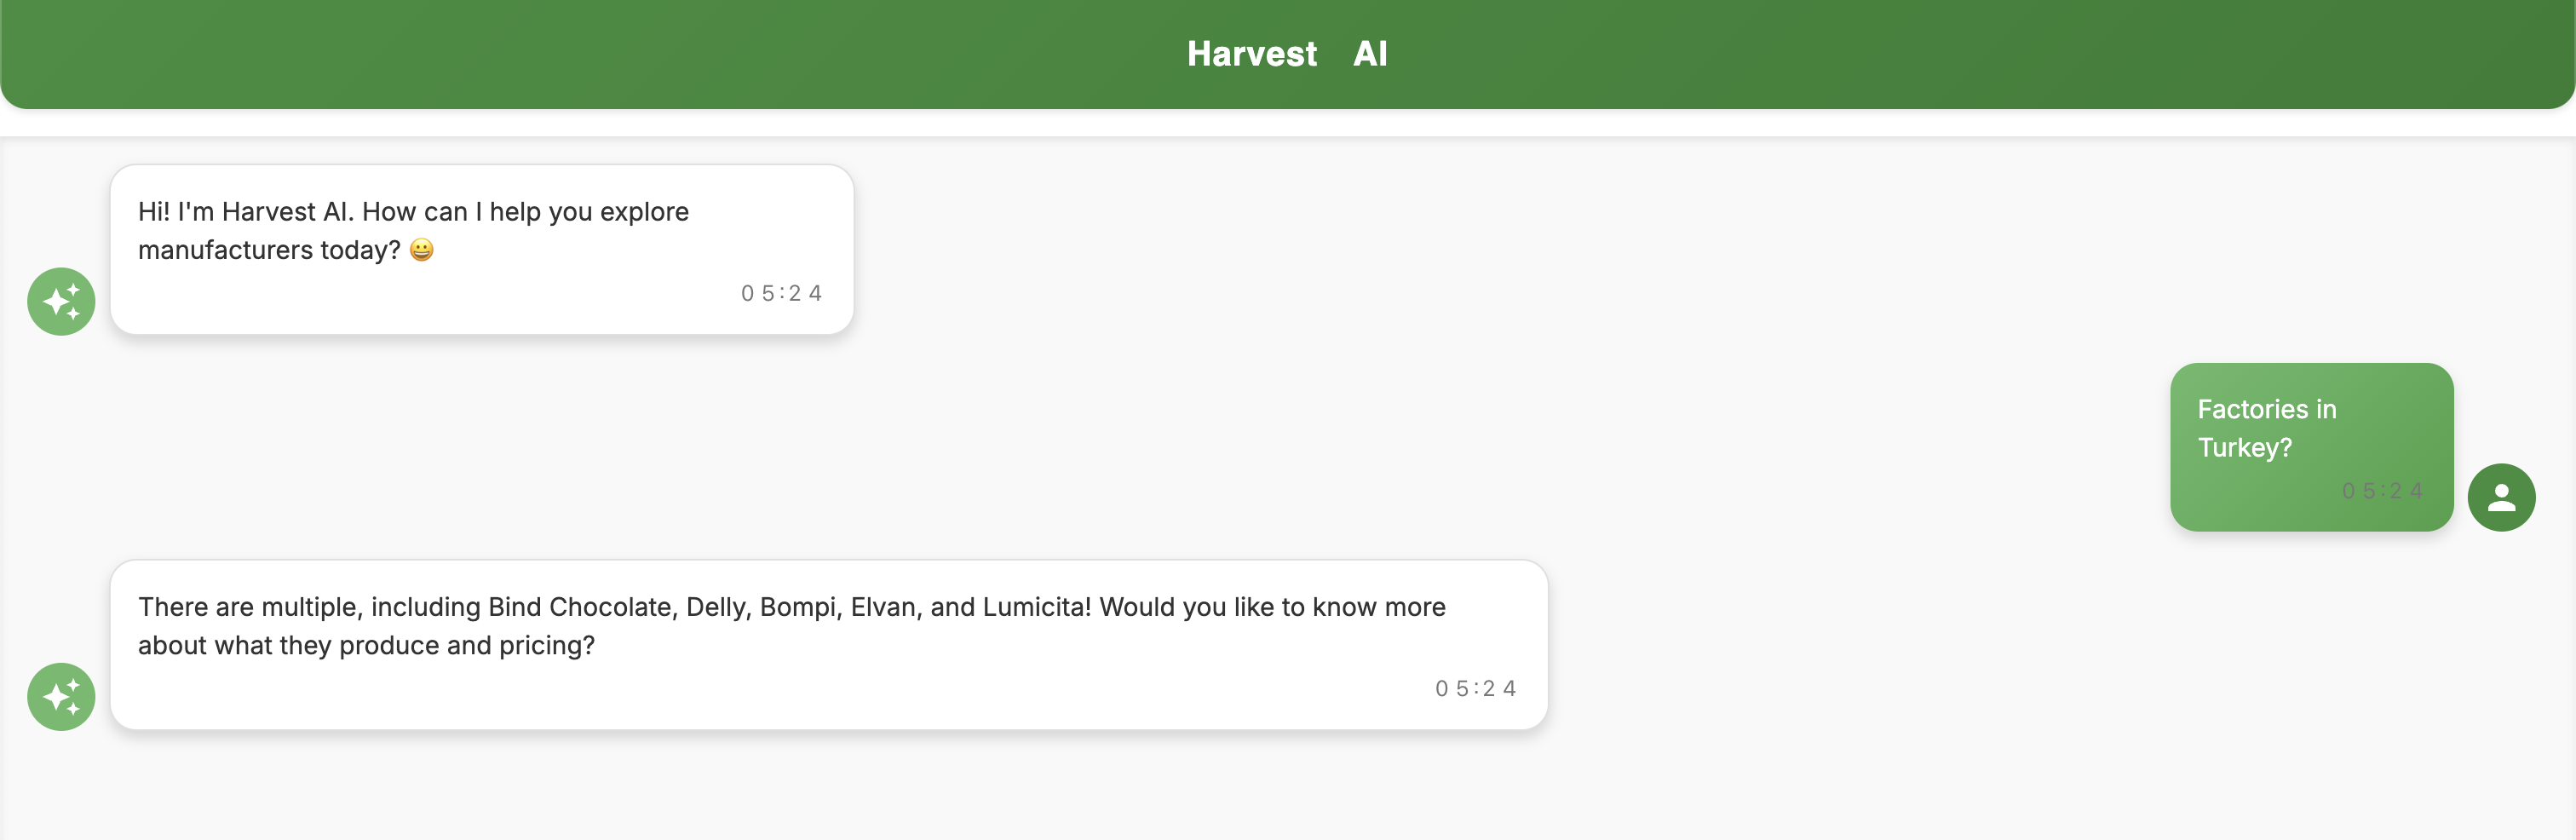 Harvest AI
Hi! I'm Harvest AI. How can I help you explore
manufacturers today? 😀
05:24
Factories in
Turkey?
05:24
There are multiple, including Bind Chocolate, Delly, Bompi, Elvan, and Lumicita! Would you like to know more
about what they produce and pricing?
05:24